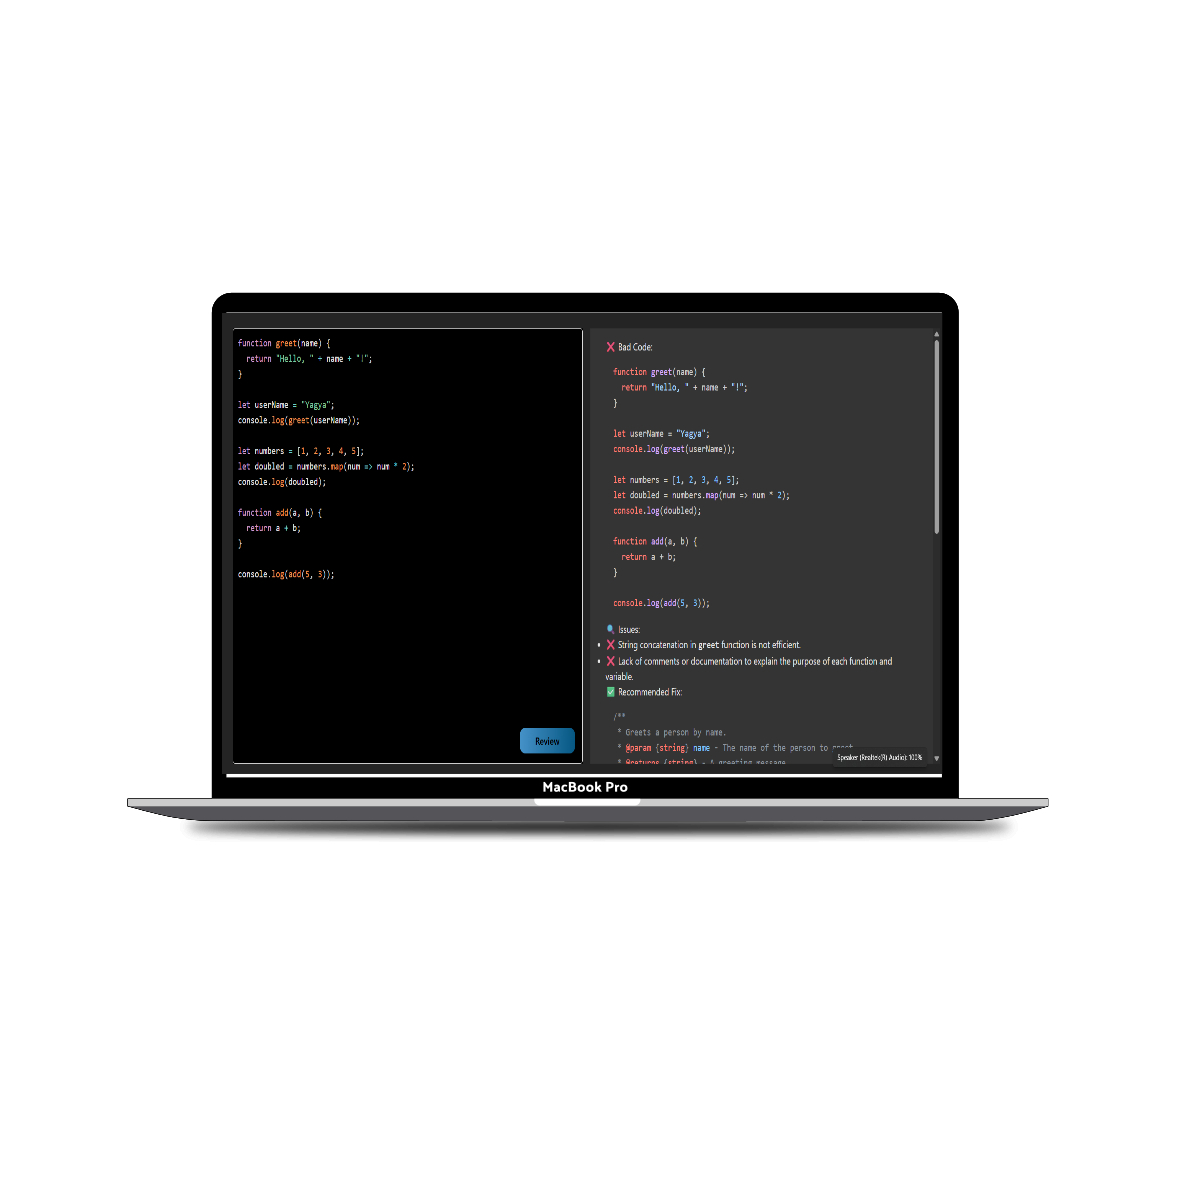 function greet(name) {
  return "Hello, " + name + "!";
}
let userName = "Yagya";
console.log(greet(userName));
let numbers = [1, 2, 3, 4, 5];
let doubled = numbers.map(num => num * 2);
console.log(doubled);
function add(a, b) {
  return a + b;
}
console.log(add(5, 3));
Review
❌ Bad Code:
function greet(name) {
  return "Hello, " + name + "!";
}
let userName = "Yagya";
console.log(greet(userName));
let numbers = [1, 2, 3, 4, 5];
let doubled = numbers.map(num => num * 2);
console.log(doubled);
function add(a, b) {
  return a + b;
}
console.log(add(5, 3));
🔍 Issues:
• ❌ String concatenation in greet function is not efficient.
• ❌ Lack of comments or documentation to explain the purpose of each function and
variable.
✅ Recommended Fix:
/**
 * Greets a person by name.
 * @param {string} name - The name of the person to greet.
 * @returns {string} - A greeting message
Speaker (Realtek(R) Audio): 100%
MacBook Pro